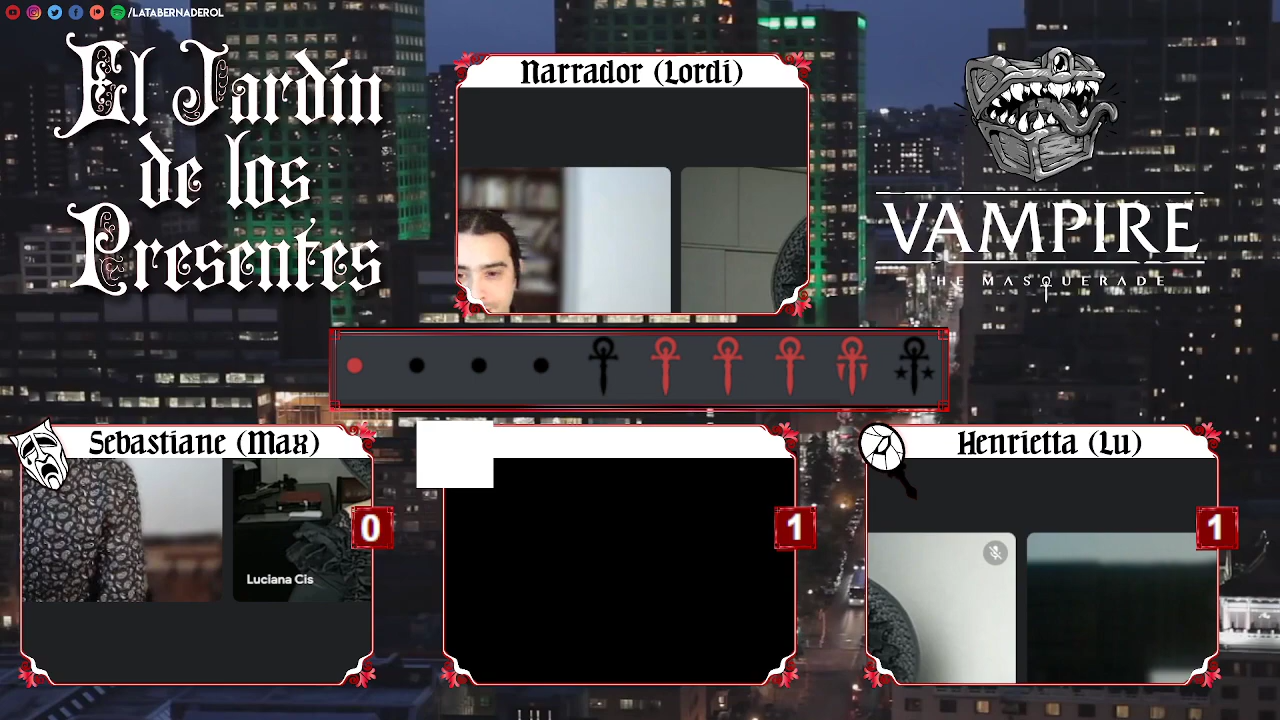 /LATABERNADEROL
El Jardín
de los
Presentes
Narrador (Lordi)
VAMPIRE
THE MASQUERADE
Sebastiane (Max)
Luciana Cis
0
1
Henrietta (Lu)
1